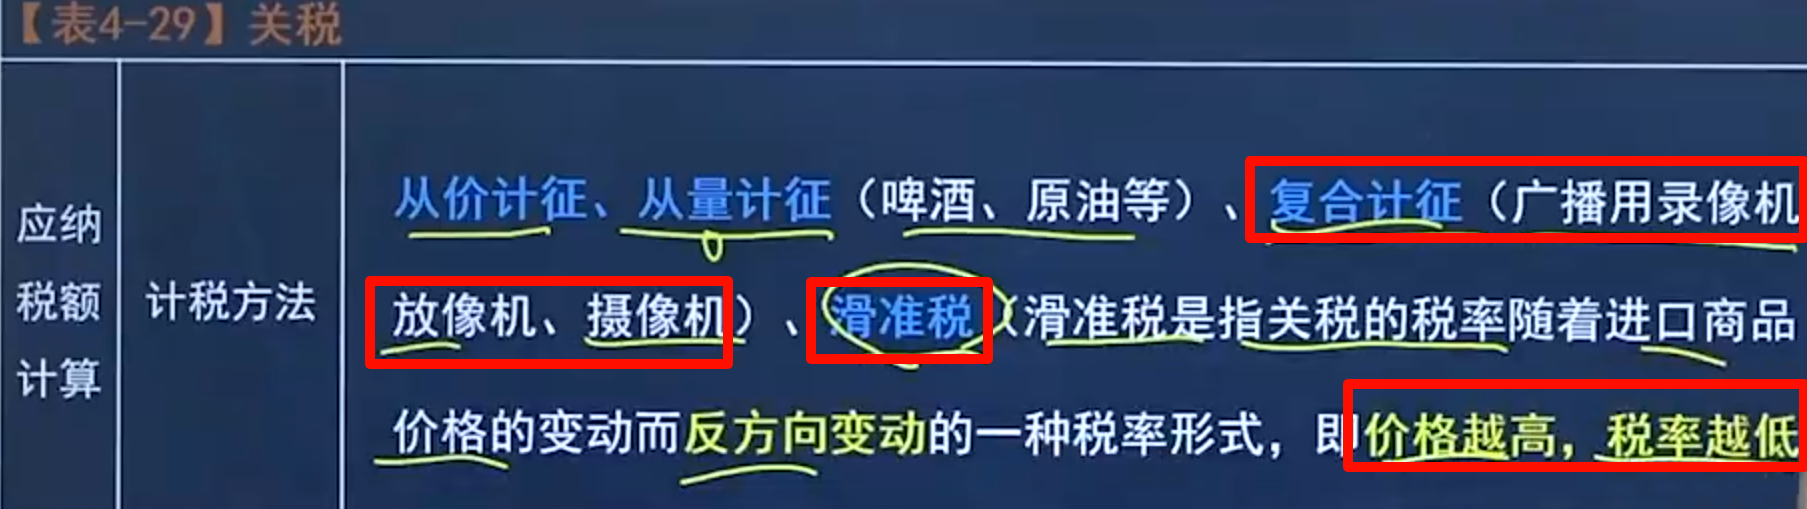 【表4-29】关税
应纳
税额
计算
计税方法
从价计征、从量计征（啤酒、原油等）、复合计征（广播用录像机
放像机、摄像机）、滑准税（滑准税是指关税的税率随着进口商品
价格的变动而反方向变动的一种税率形式，即价格越高，税率越低